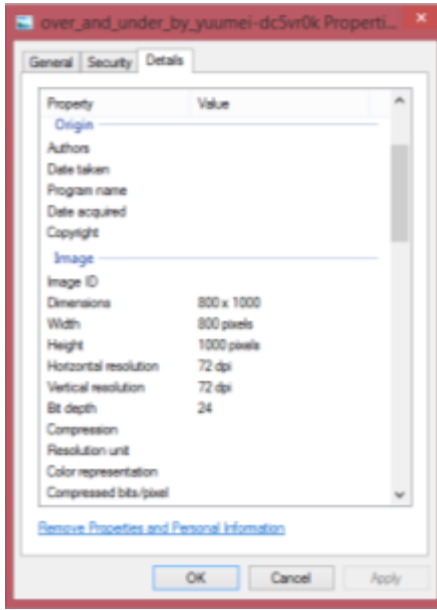 over_and_under_by_yuumei-dc5vr0k Properti...
General Security Details
Property Value
Origin
Authors
Date taken
Program name
Date acquired
Copyright
Image
Image ID
Dimensions 800 x 1000
Width 800 pixels
Height 1000 pixels
Horizontal resolution 72 dpi
Vertical resolution 72 dpi
Bit depth 24
Compression
Resolution unit
Color representation
Compressed bits/pixel
Remove Properties and Personal Information
OK Cancel Apply